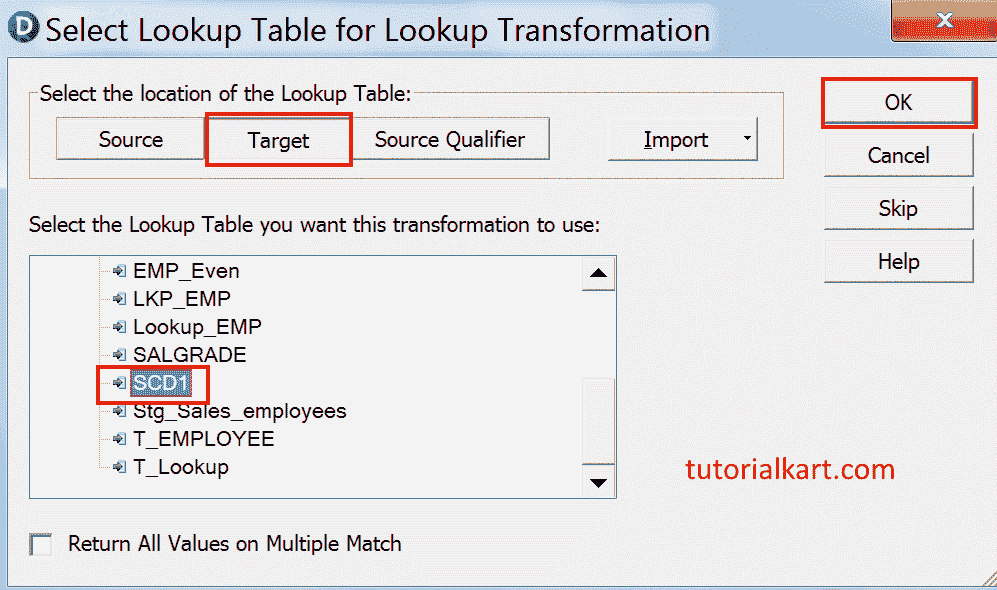 D Select Lookup Table for Lookup Transformation
X
Select the location of the Lookup Table:
Source Target Source Qualifier Import
OK
Cancel
Skip
Help
Select the Lookup Table you want this transformation to use:
EMP_Even
LKP_EMP
Lookup_EMP
SALGRADE
SCD1
Stg_Sales_employees
T_EMPLOYEE
T_Lookup
tutorialkart.com
Return All Values on Multiple Match